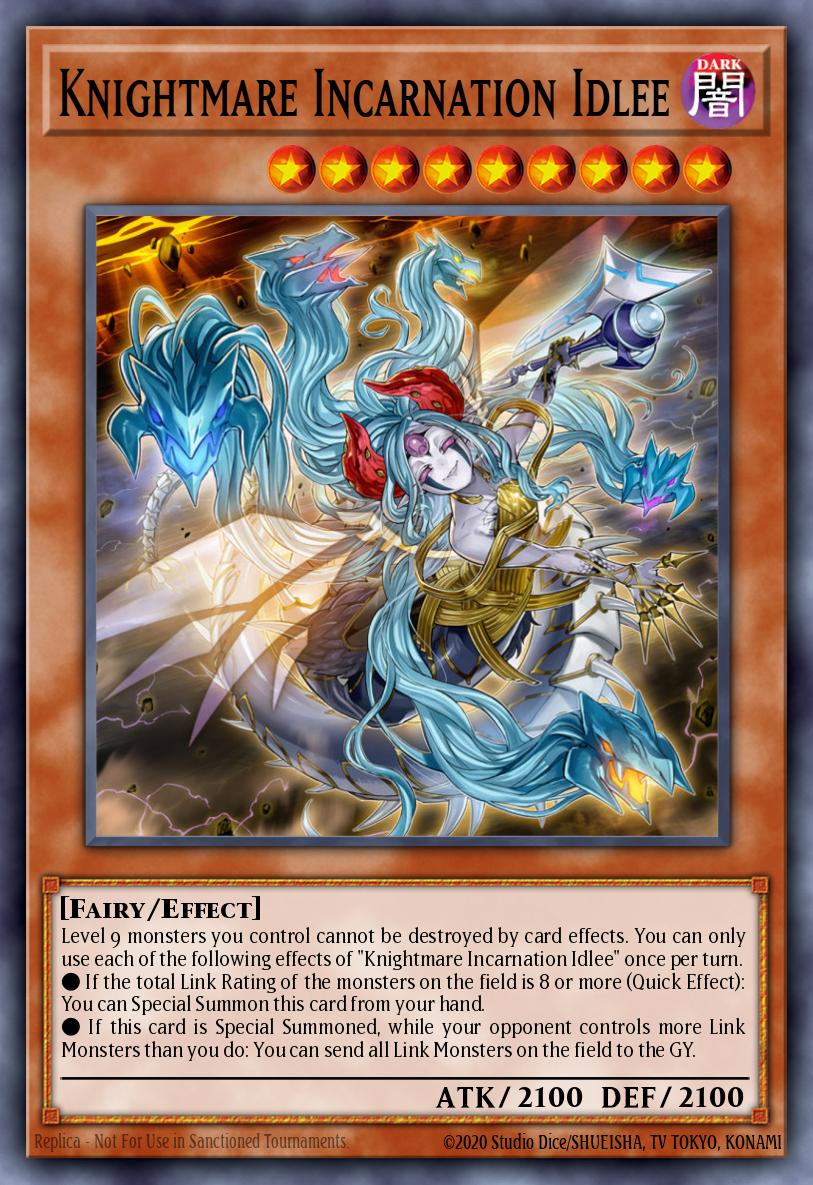 Knightmare Incarnation Idlee
DARK
闇
[Fairy/Effect]
Level 9 monsters you control cannot be destroyed by card effects. You can only
use each of the following effects of "Knightmare Incarnation Idlee" once per turn.
● If the total Link Rating of the monsters on the field is 8 or more (Quick Effect):
You can Special Summon this card from your hand.
● If this card is Special Summoned, while your opponent controls more Link
Monsters than you do: You can send all Link Monsters on the field to the GY.
ATK/ 2100 DEF/ 2100
Replica - Not For Use in Sanctioned Tournaments. ©2020 Studio Dice/SHUEISHA, TV TOKYO, KONAMI